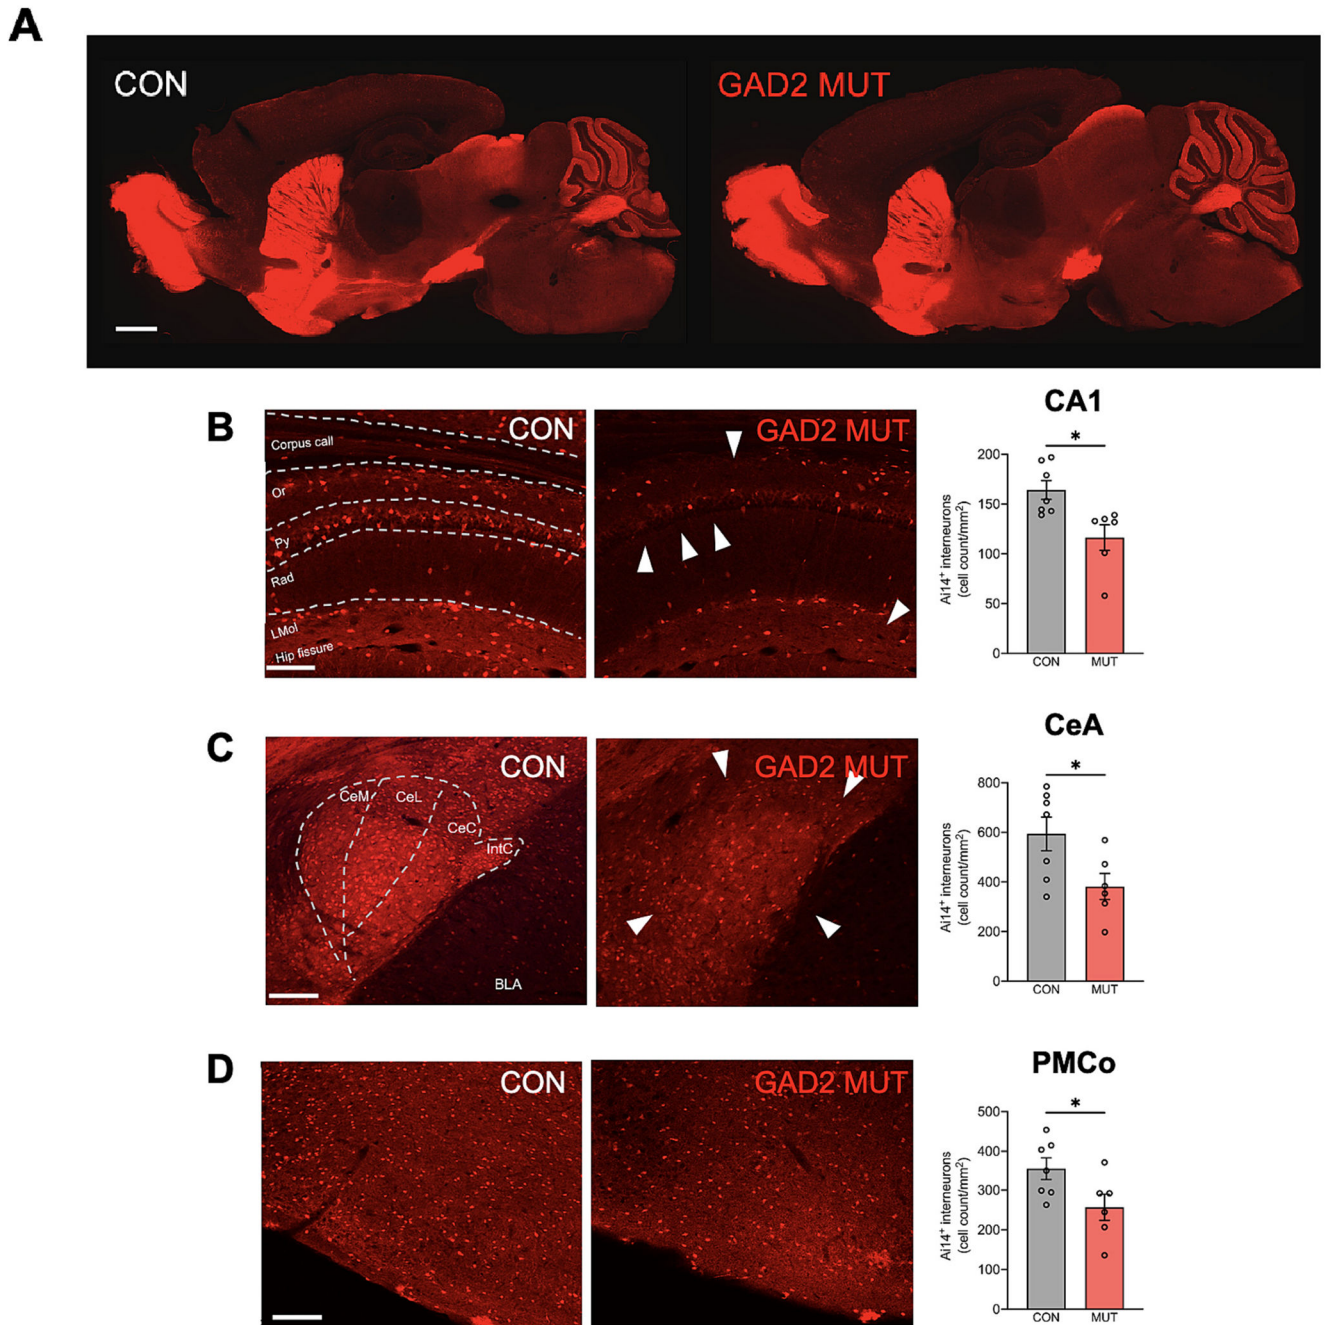 A
CON
GAD2 MUT
B
Corpus call
Or
Py
Rad
LMol
Hip fissure
CON
GAD2 MUT
CA1
*
Ai14+ interneurons
(cell count/mm2)
200
150
100
50
0
CON
MUT
C
CeM
CeL
CeC
IntC
BLA
CON
GAD2 MUT
CeA
*
Ai14+ interneurons
(cell count/mm2)
800
600
400
200
0
CON
MUT
D
CON
GAD2 MUT
PMCo
*
Ai14+ interneurons
(cell count/mm2)
500
400
300
200
100
0
CON
MUT